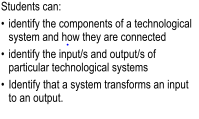 Students can:
• identify the components of a technological
system and how they are connected
• identify the input/s and output/s of
particular technological systems
• Identify that a system transforms an input
to an output.